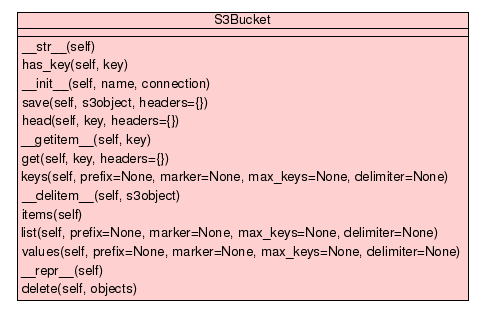 S3Bucket
__str__(self)
has_key(self, key)
__init__(self, name, connection)
save(self, s3object, headers={})
head(self, key, headers={})
__getitem__(self, key)
get(self, key, headers={})
keys(self, prefix=None, marker=None, max_keys=None, delimiter=None)
__delitem__(self, s3object)
items(self)
list(self, prefix=None, marker=None, max_keys=None, delimiter=None)
values(self, prefix=None, marker=None, max_keys=None, delimiter=None)
__repr__(self)
delete(self, objects)